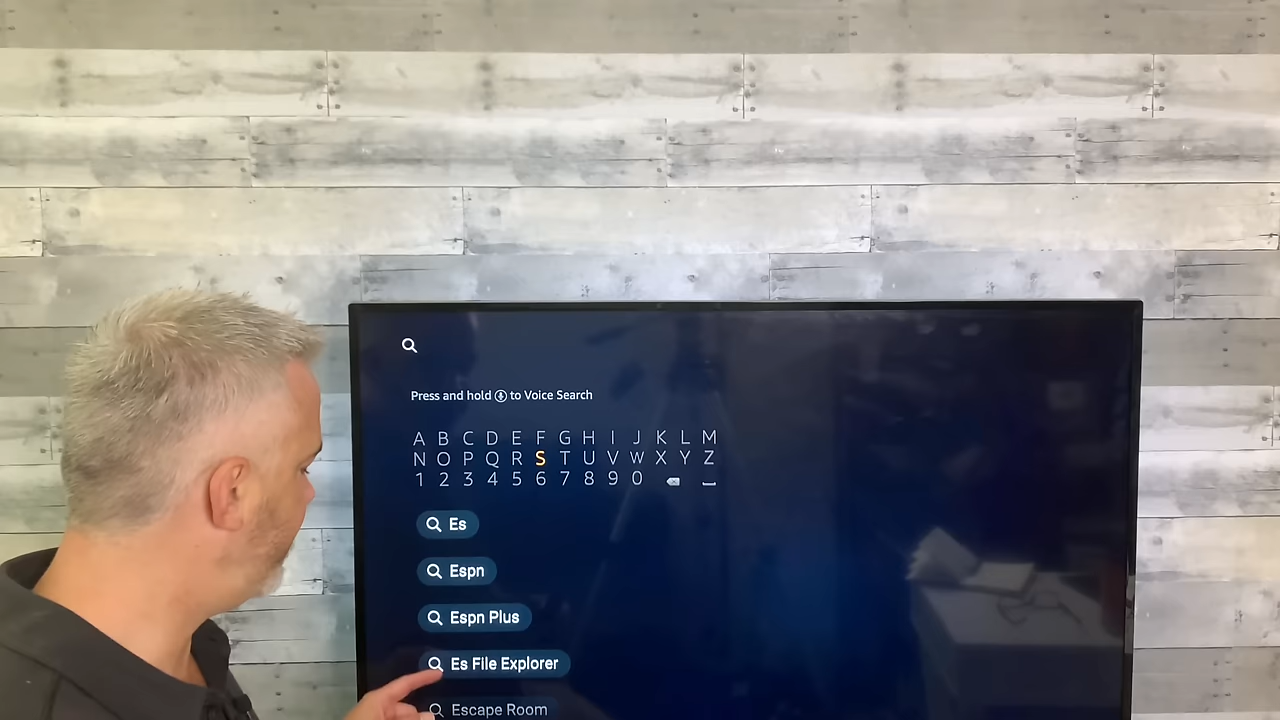 Press and hold to Voice Search
A B C D E F G H I J K L M
N O P Q R S T U V W X Y Z
1 2 3 4 5 6 7 8 9 0
Es
Espn
Espn Plus
Es File Explorer
Escape Room